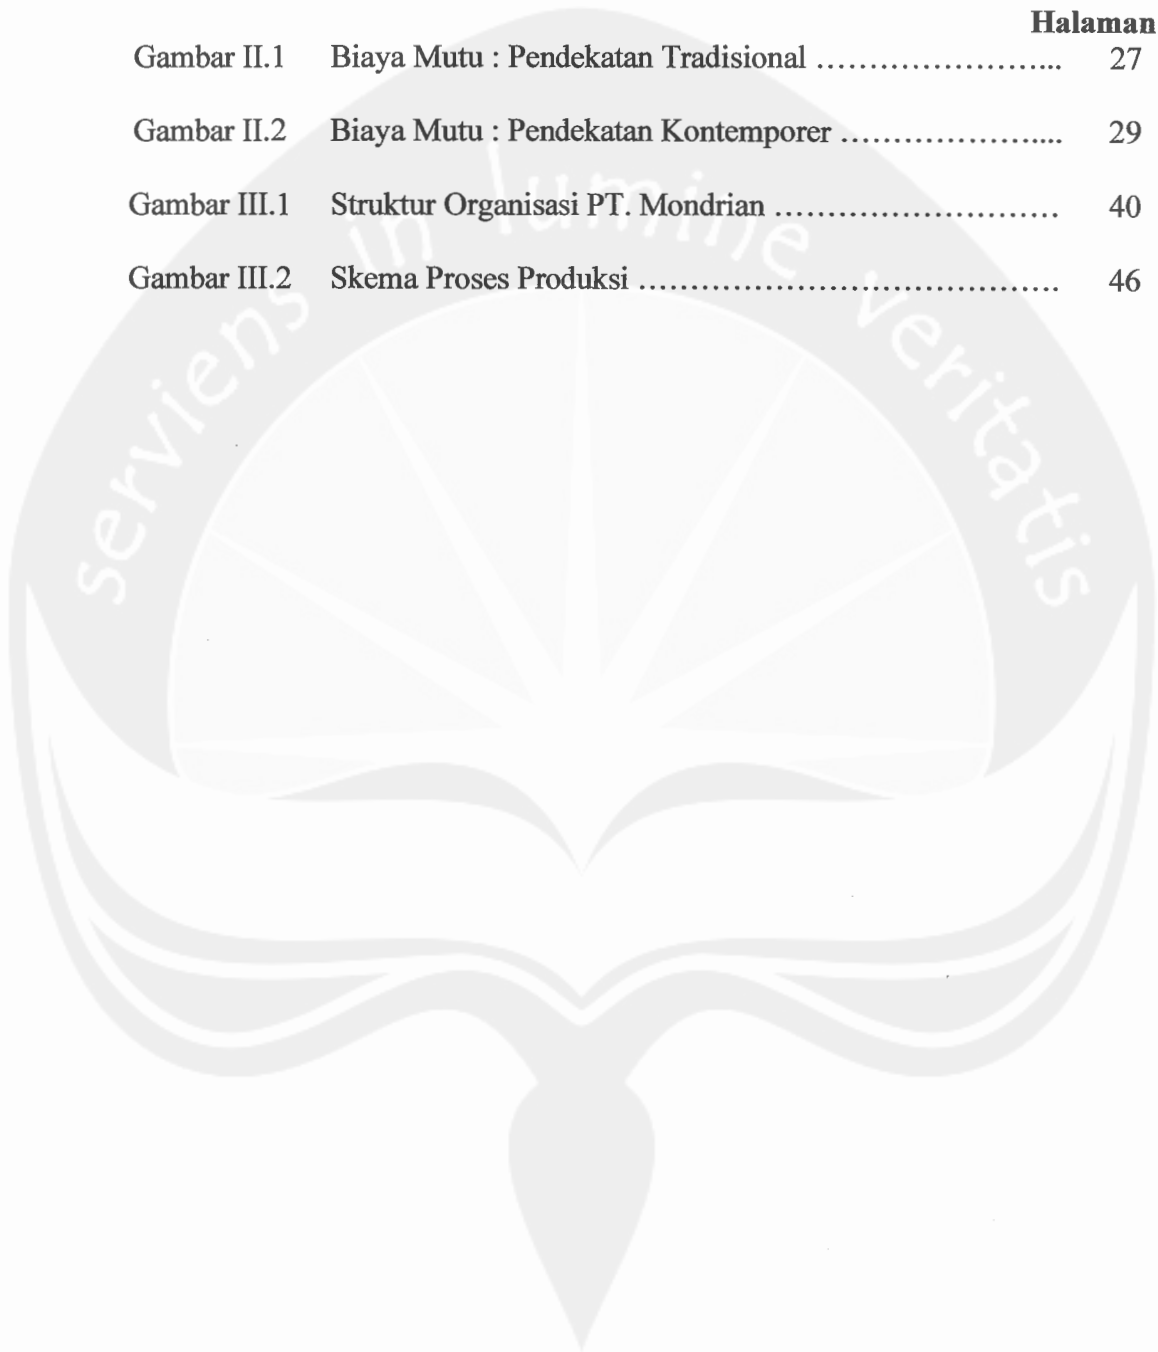 Halaman
Gambar II.1 Biaya Mutu : Pendekatan Tradisional ........................ 27
Gambar II.2 Biaya Mutu : Pendekatan Kontemporer ..................... 29
Gambar III.1 Struktur Organisasi PT. Mondrian ........................... 40
Gambar III.2 Skema Proses Produksi ........................................ 46
serviens in lumine veritatis